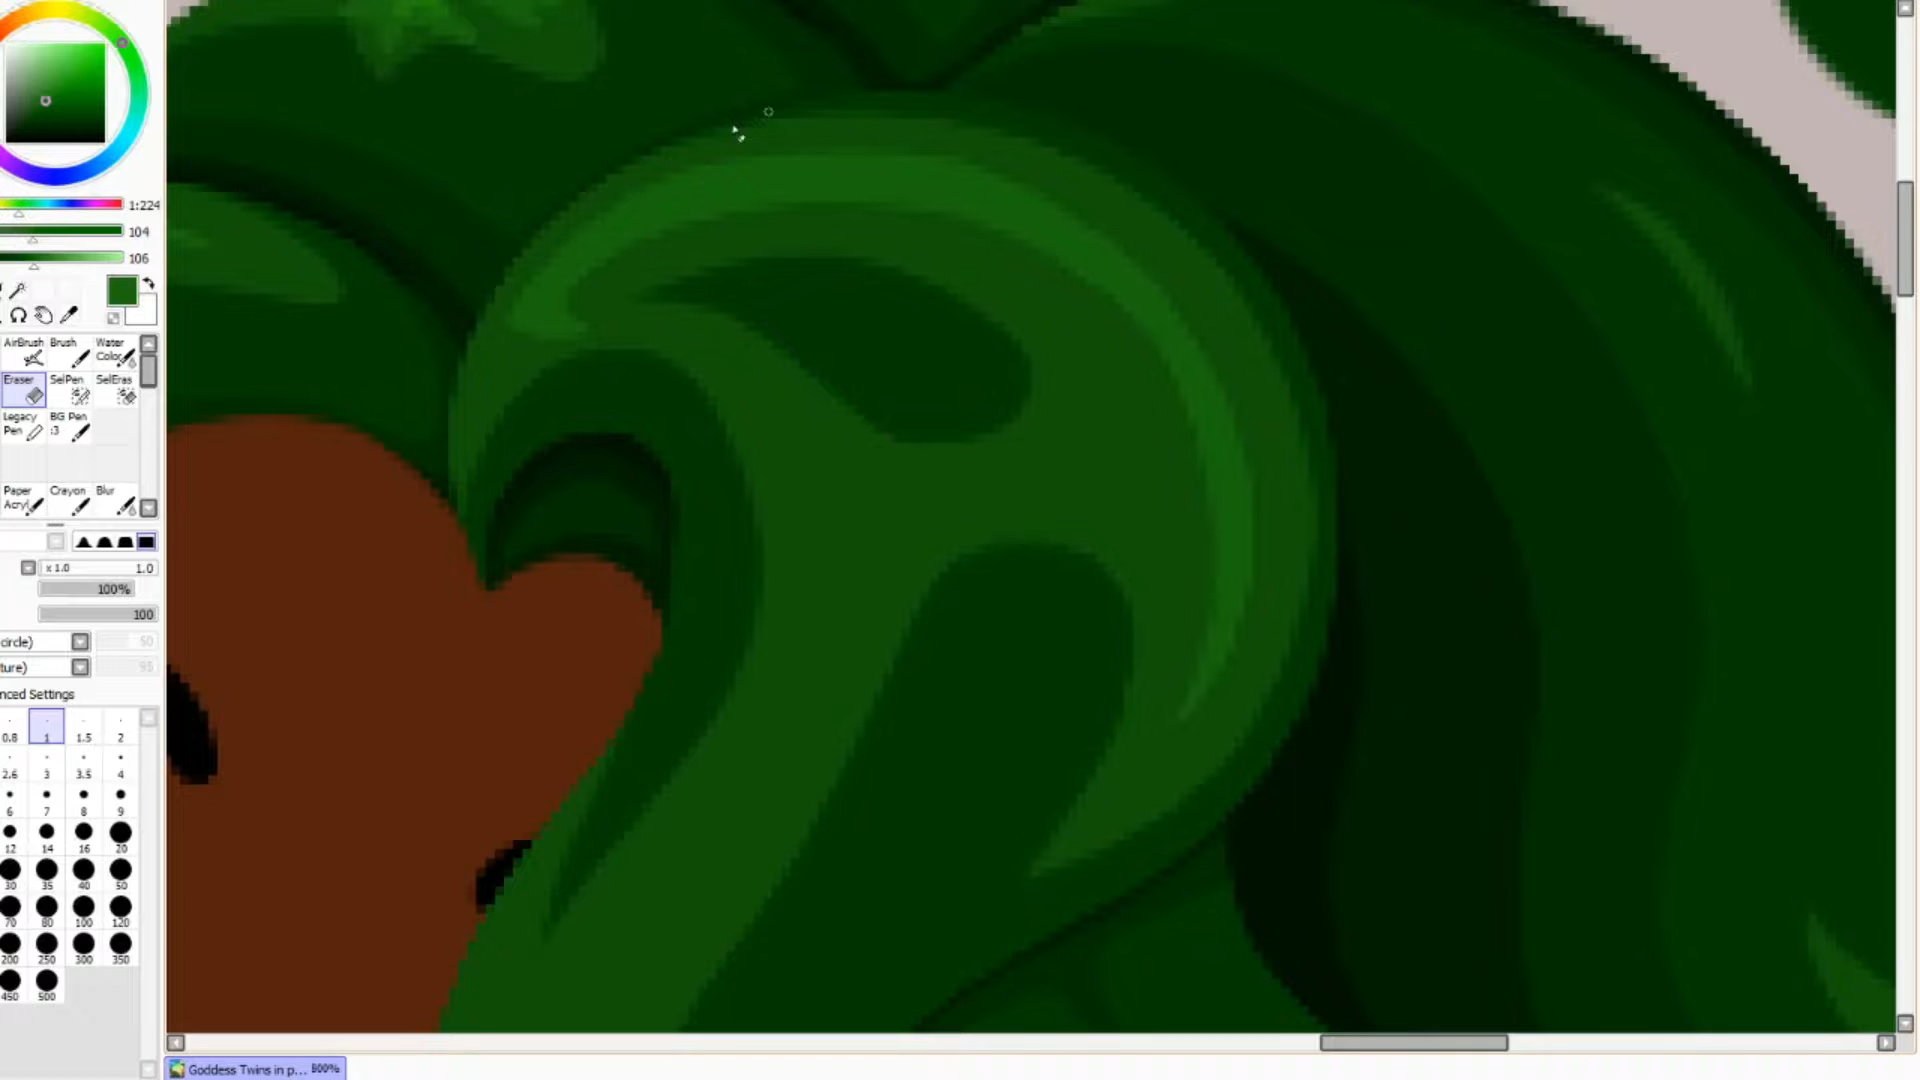 1:224
104
106
AirBrush Brush Water
Color
Eraser SelPen SelEras
Legacy BG Pen
Pen :3
Paper Crayon Blur
Acryl
x 1.0 1.0
100%
100
circle) 50
ture) 95
nced Settings
0.8 1 1.5 2
2.6 3 3.5 4
6 7 8 9
12 14 16 20
30 35 40 50
70 80 100 120
200 250 300 350
450 500
Goddess Twins in p... 800%